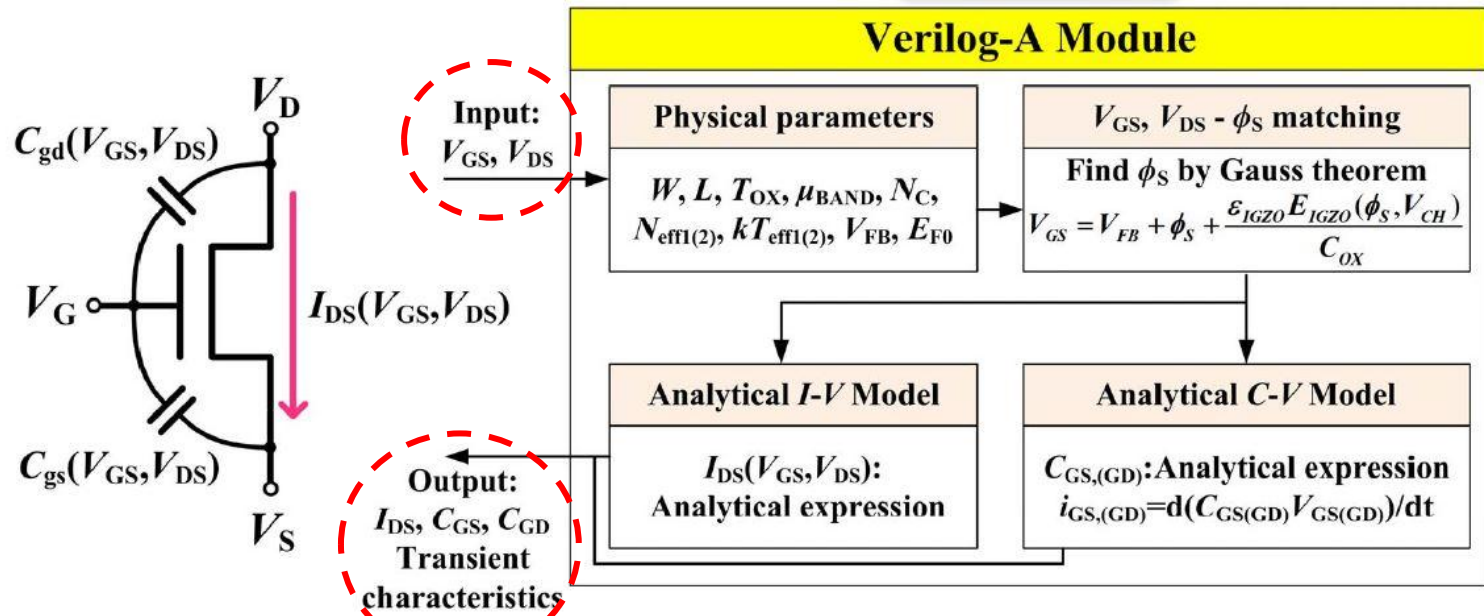 V_D
C_gd(V_GS,V_DS)
V_G
I_DS(V_GS,V_DS)
C_gs(V_GS,V_DS)
V_S
Input:
V_GS, V_DS
Output:
I_DS, C_GS, C_GD
Transient
characteristics
Verilog-A Module
Physical parameters
W, L, T_OX, μ_BAND, N_C,
N_eff1(2), kT_eff1(2), V_FB, E_F0
V_GS, V_DS - ϕ_S matching
Find ϕ_S by Gauss theorem
V_GS = V_FB + ϕ_S + ε_IGZO E_IGZO(ϕ_S, V_CH) / C_OX
Analytical I-V Model
I_DS(V_GS,V_DS):
Analytical expression
Analytical C-V Model
C_GS,(GD):Analytical expression
i_GS,(GD)=d(C_GS(GD)V_GS(GD))/dt